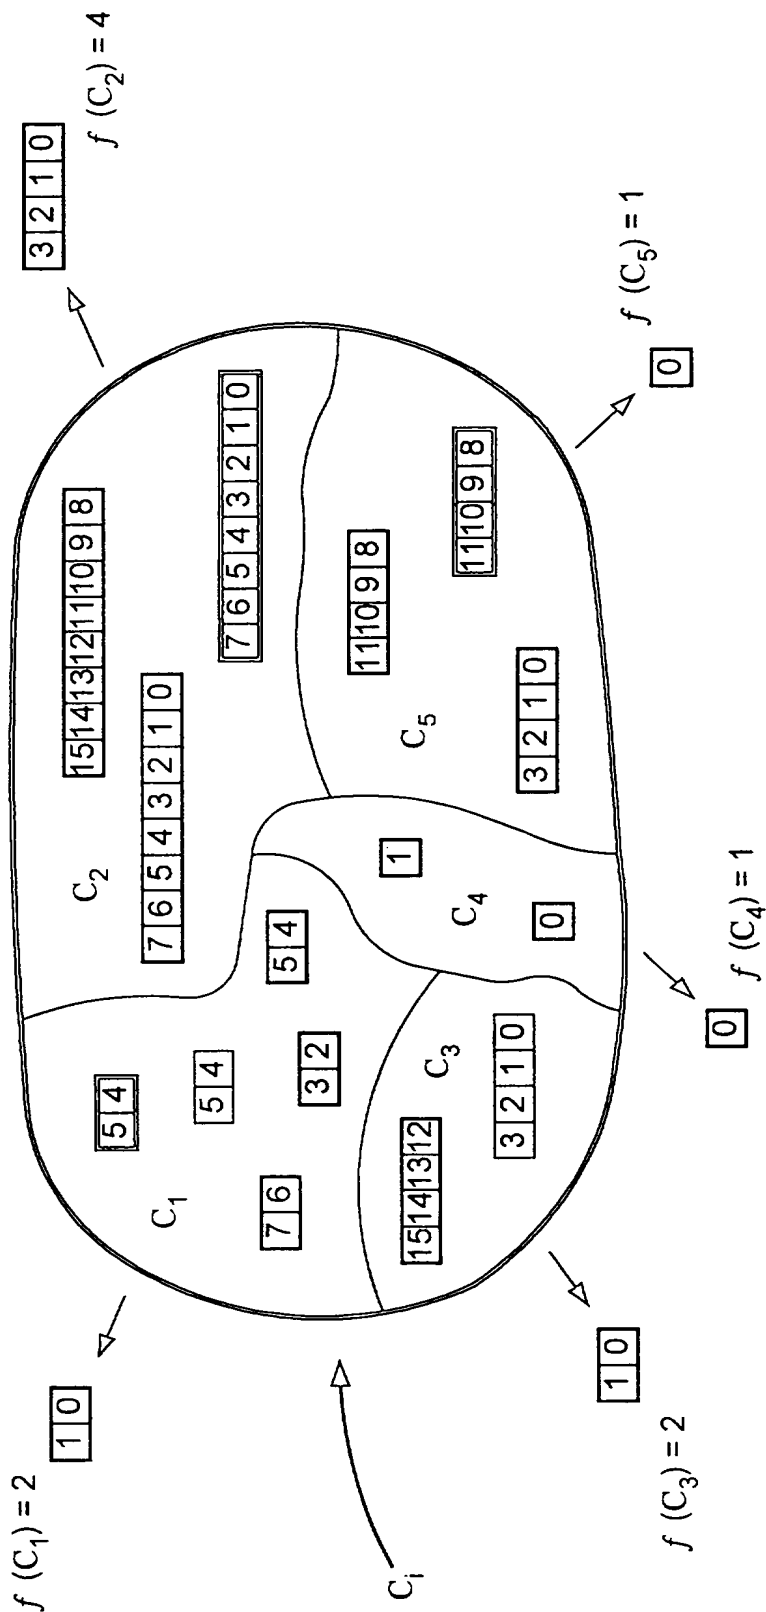 f (C1) = 2
1 0
f (C2) = 4
3 2 1 0
C1
5 4
5 4
5 4
3 2
7 6
C2
15 14 13 12 11 10 9 8
7 6 5 4 3 2 1 0
7 6 5 4 3 2 1 0
C3
15 14 13 12
3 2 1 0
C4
1
0
C5
11 10 9 8
11 10 9 8
3 2 1 0
Ci
1 0
f (C3) = 2
0
f (C4) = 1
0
f (C5) = 1